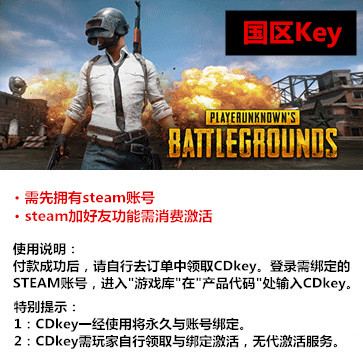 国区Key
PLAYERUNKNOWN'S
BATTLEGROUNDS
·需先拥有steam账号
·steam加好友功能需消费激活
使用说明：
付款成功后，请自行去订单中领取CDkey。登录需绑定的
STEAM账号，进入"游戏库"在"产品代码"处输入CDkey。
特别提示：
1：CDkey一经使用将永久与账号绑定。
2：CDkey需玩家自行领取与绑定激活，无代激活服务。